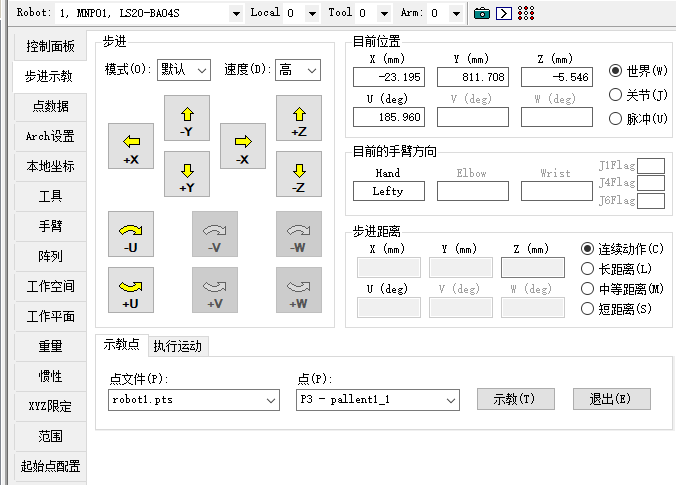 Robot: 1, MNP01, LS20-BA04S Local 0 Tool 0 Arm: 0
控制面板
步进示教
点数据
Arch设置
本地坐标
工具
手臂
阵列
工作空间
工作平面
重量
惯性
XYZ限定
范围
起始点配置
步进
模式(O): 默认 速度(D): 高
-Y +Z
+X -X
+Y -Z
-U -V -W
+U +V +W
目前位置
X (mm) Y (mm) Z (mm)
-23.195 811.708 -5.546
U (deg) V (deg) W (deg)
185.960
世界(W)
关节(J)
脉冲(U)
目前的手臂方向
Hand Elbow Wrist
Lefty
J1Flag
J4Flag
J6Flag
步进距离
X (mm) Y (mm) Z (mm)
U (deg) V (deg) W (deg)
连续动作(C)
长距离(L)
中等距离(M)
短距离(S)
示教点 执行运动
点文件(P): 点(P):
robot1.pts P3 - pallent1_1 示教(T) 退出(E)